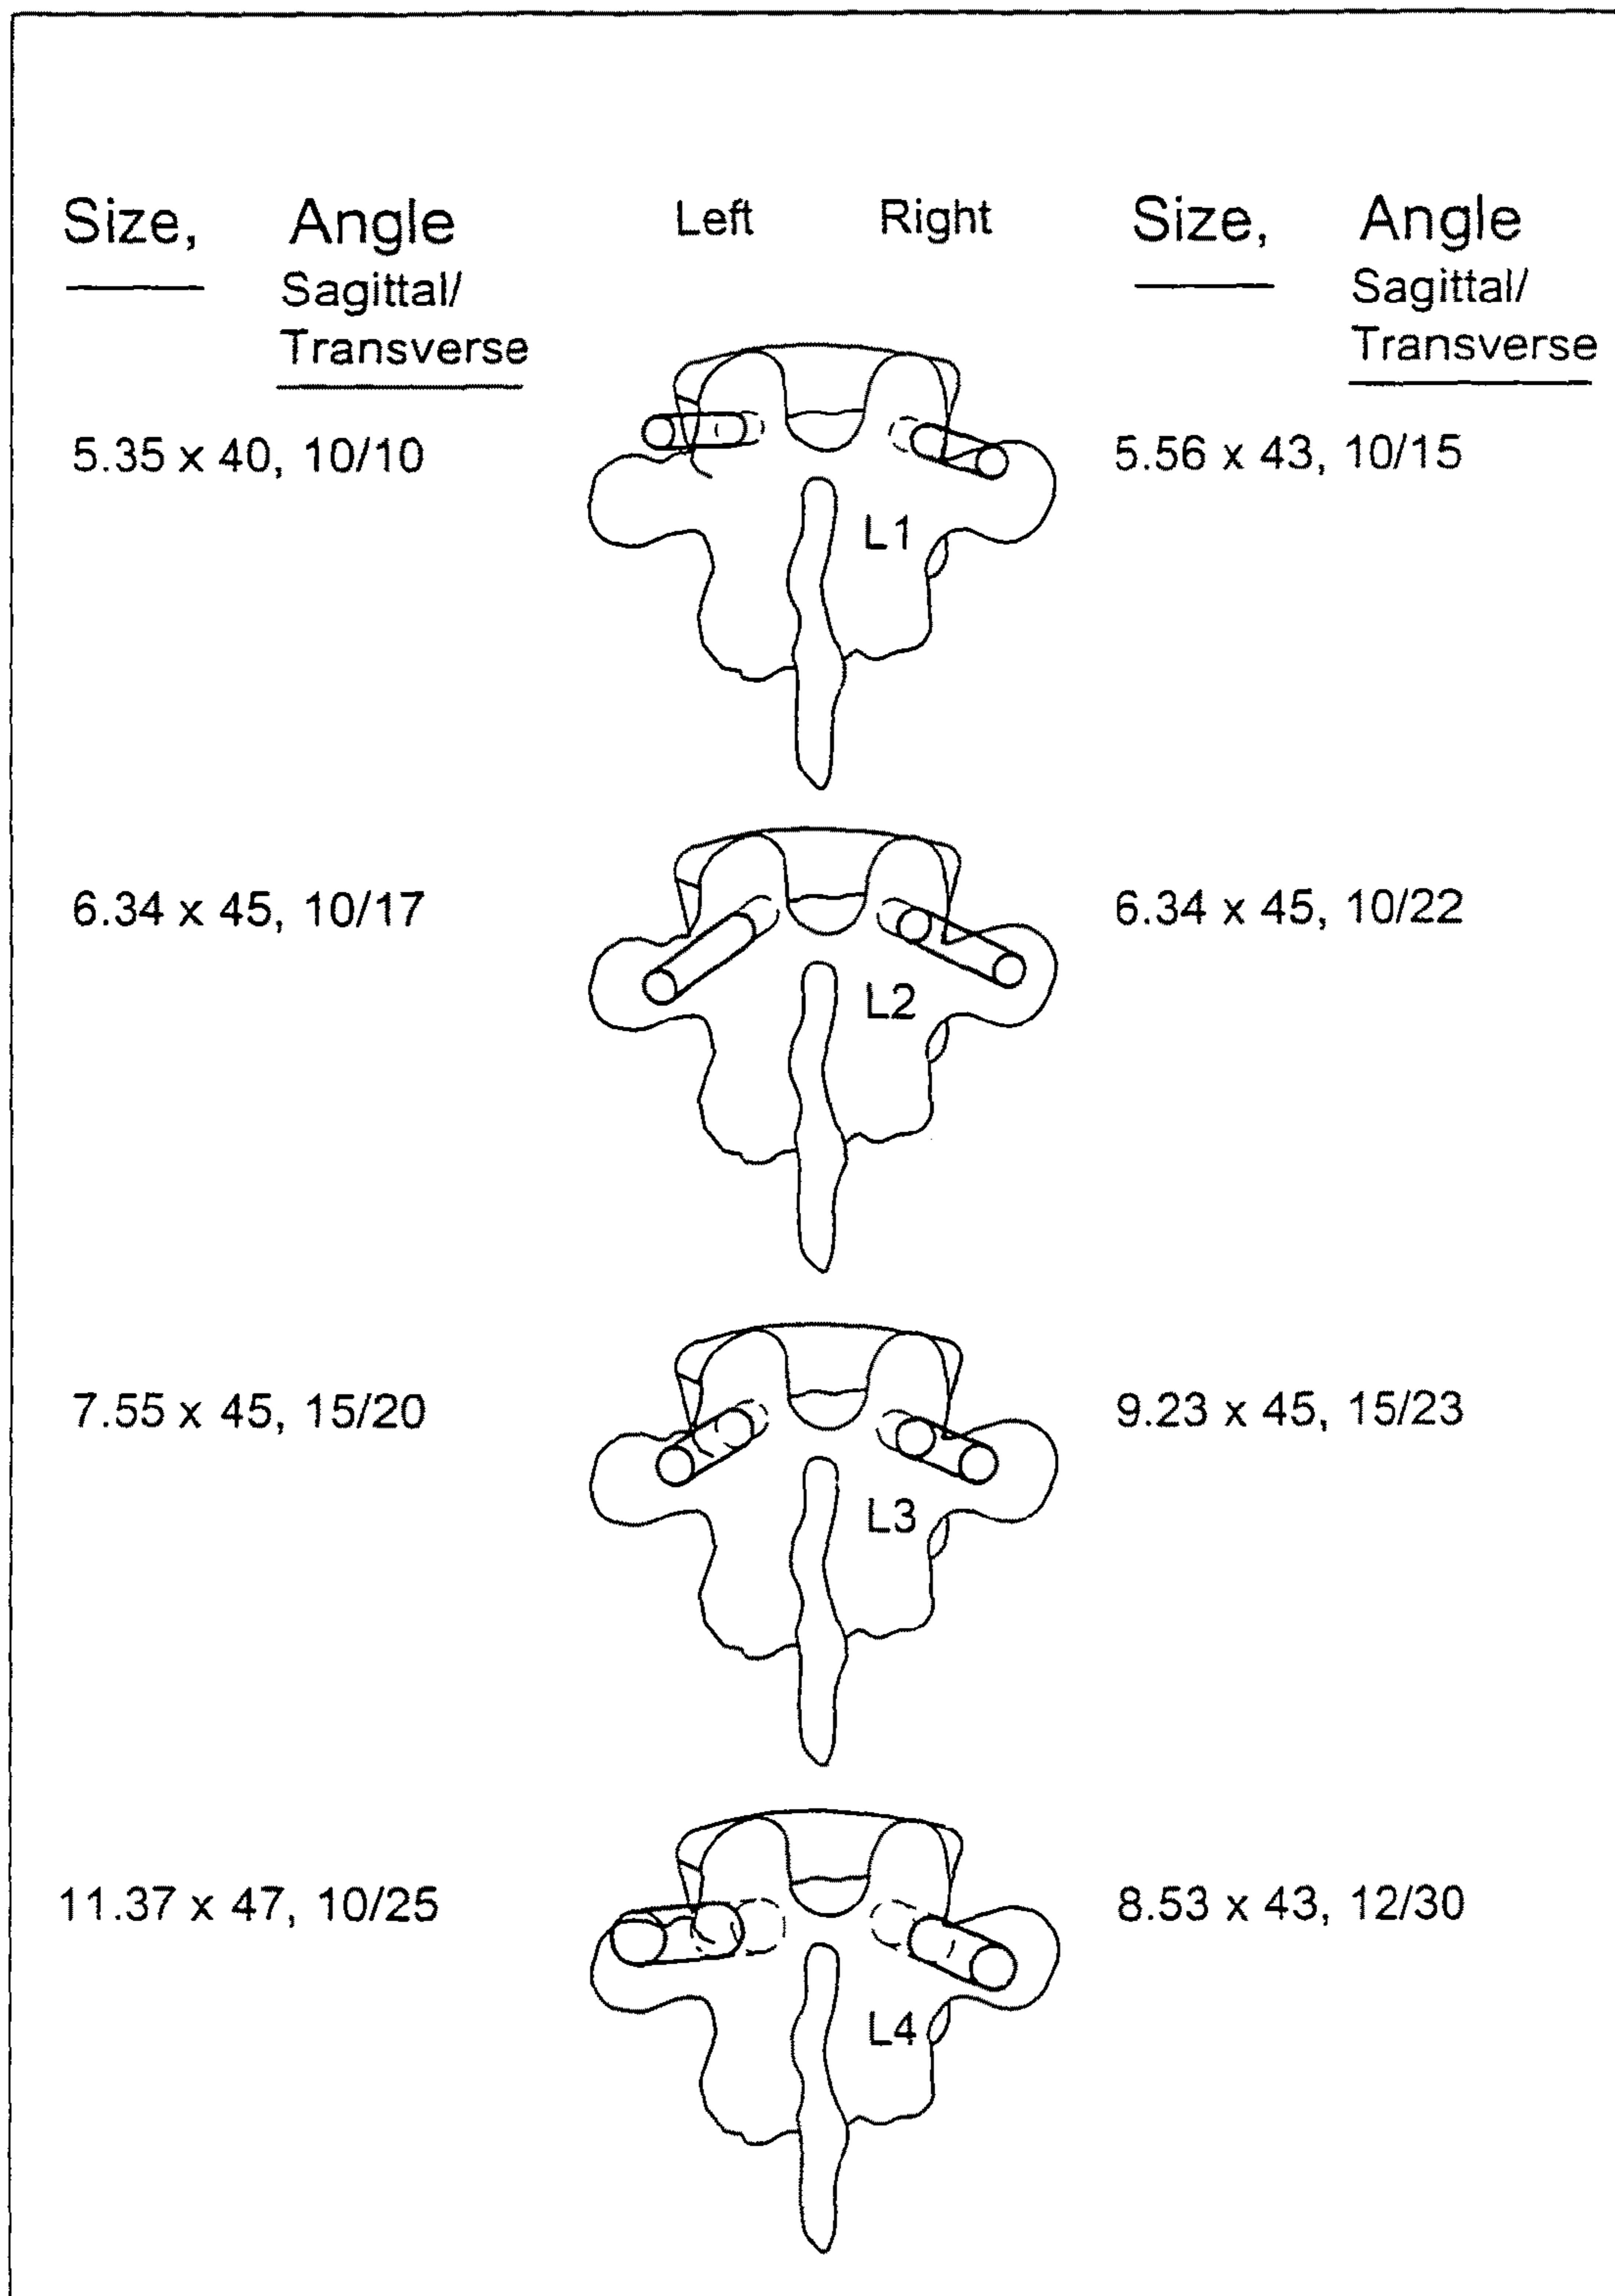 Size, Angle Left Right Size, Angle
Sagittal/ Sagittal/
Transverse Transverse
5.35 x 40, 10/10 5.56 x 43, 10/15
L1
6.34 x 45, 10/17 6.34 x 45, 10/22
L2
7.55 x 45, 15/20 9.23 x 45, 15/23
L3
11.37 x 47, 10/25 8.53 x 43, 12/30
L4